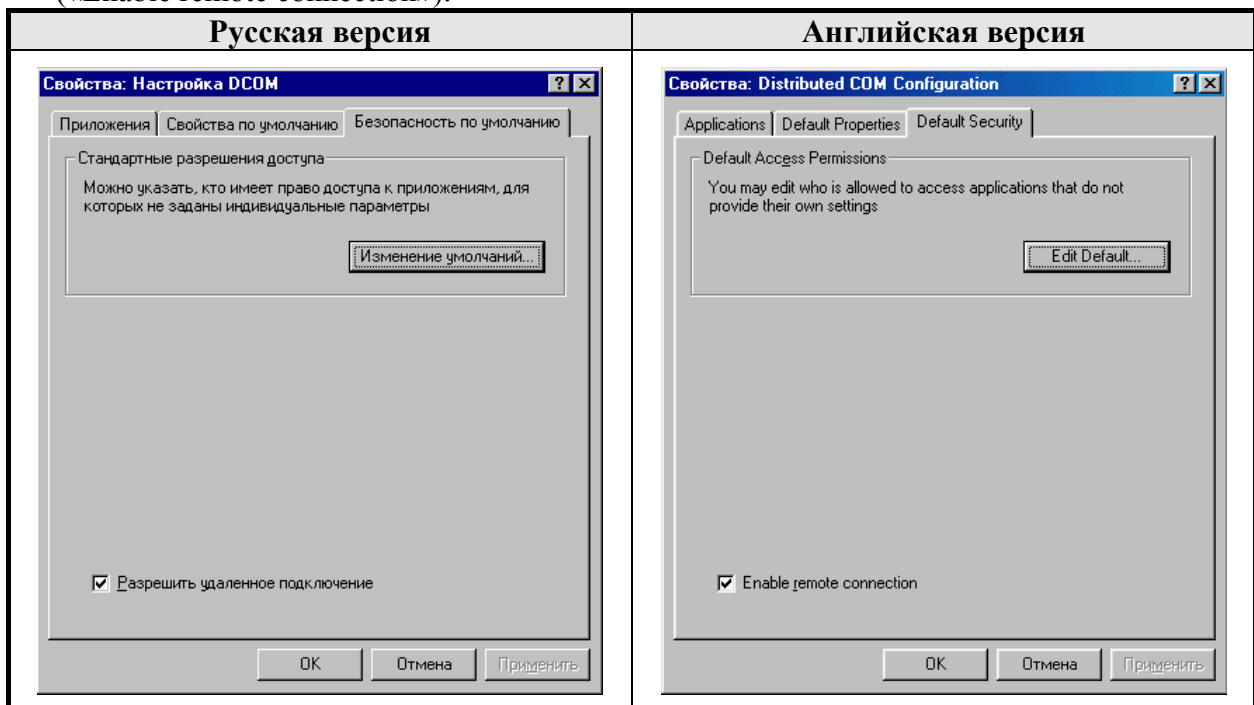 («Enable remote connection»).
Русская версия
Английская версия
Свойства: Настройка DCOM
Приложения Свойства по умолчанию Безопасность по умолчанию
Стандартные разрешения доступа
Можно указать, кто имеет право доступа к приложениям, для
которых не заданы индивидуальные параметры
Изменение умолчаний...
Разрешить удаленное подключение
OK Отмена Применить
Свойства: Distributed COM Configuration
Applications Default Properties Default Security
Default Access Permissions
You may edit who is allowed to access applications that do not
provide their own settings
Edit Default...
Enable remote connection
OK Отмена Применить